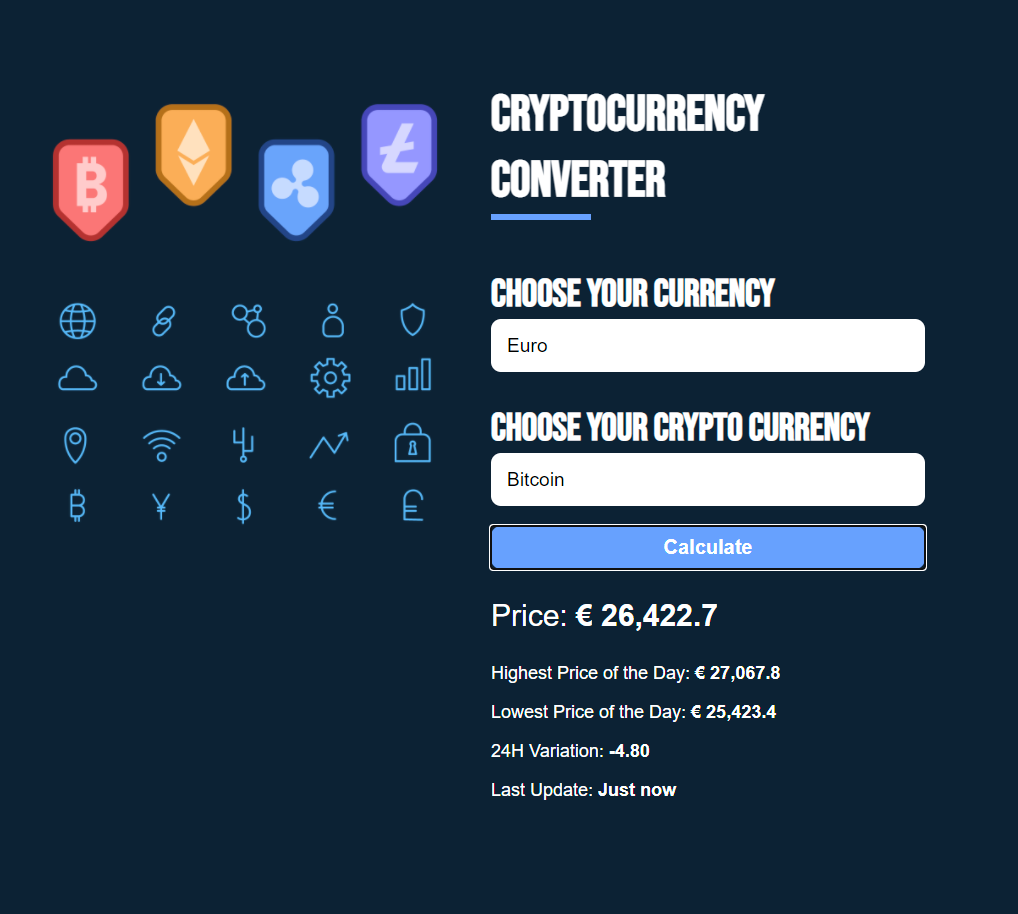 CRYPTOCURRENCY
CONVERTER
CHOOSE YOUR CURRENCY
Euro
CHOOSE YOUR CRYPTO CURRENCY
Bitcoin
Calculate
Price: € 26,422.7
Highest Price of the Day: € 27,067.8
Lowest Price of the Day: € 25,423.4
24H Variation: -4.80
Last Update: Just now